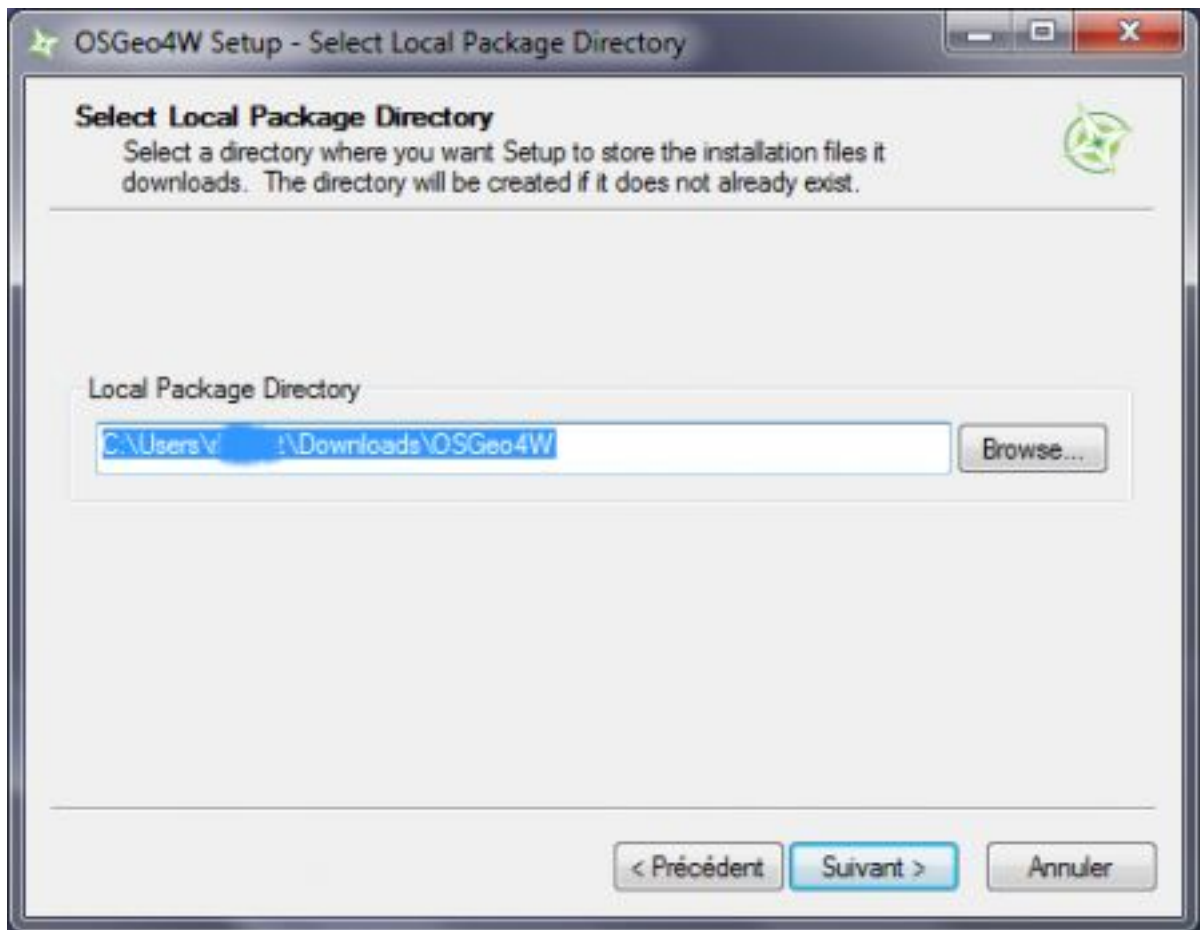 OSGeo4W Setup - Select Local Package Directory
Select Local Package Directory
Select a directory where you want Setup to store the installation files it
downloads. The directory will be created if it does not already exist.
Local Package Directory
C:\Users\ \Downloads\OSGeo4W
Browse...
< Précédent
Suivant >
Annuler